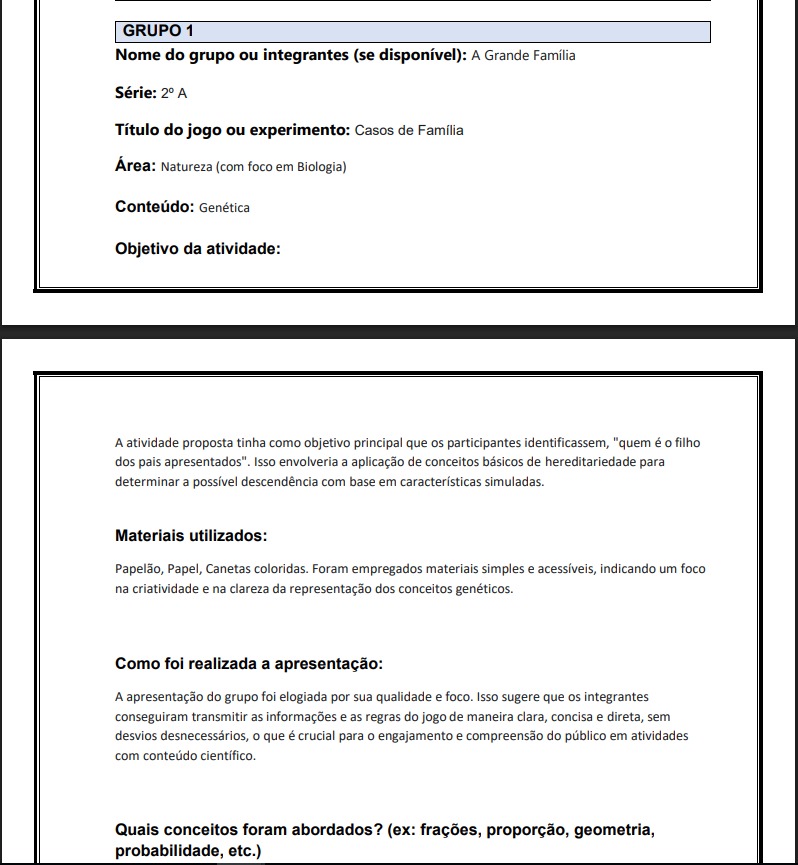 GRUPO 1
Nome do grupo ou integrantes (se disponível): A Grande Família
Série: 2º A
Título do jogo ou experimento: Casos de Família
Área: Natureza (com foco em Biologia)
Conteúdo: Genética
Objetivo da atividade:
A atividade proposta tinha como objetivo principal que os participantes identificassem, "quem é o filho
dos pais apresentados". Isso envolveria a aplicação de conceitos básicos de hereditariedade para
determinar a possível descendência com base em características simuladas.
Materiais utilizados:
Papelão, Papel, Canetas coloridas. Foram empregados materiais simples e acessíveis, indicando um foco
na criatividade e na clareza da representação dos conceitos genéticos.
Como foi realizada a apresentação:
A apresentação do grupo foi elogiada por sua qualidade e foco. Isso sugere que os integrantes
conseguiram transmitir as informações e as regras do jogo de maneira clara, concisa e direta, sem
desvios desnecessários, o que é crucial para o engajamento e compreensão do público em atividades
com conteúdo científico.
Quais conceitos foram abordados? (ex: frações, proporção, geometria,
probabilidade, etc.)